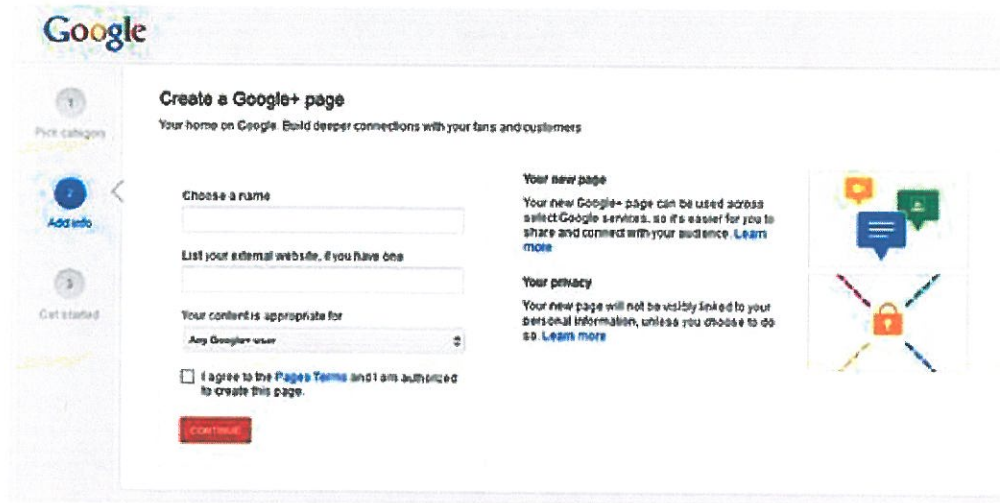 Google
1
Pick category
2
Add info
3
Get started
Create a Google+ page
Your home on Google. Build deeper connections with your fans and customers
Choose a name
List your external website, if you have one
Your content is appropriate for
Any Google+ user
I agree to the Pages Terms and I am authorized
to create this page.
CONTINUE
Your new page
Your new Google+ page can be used across
select Google services, so it's easier for you to
share and connect with your audience. Learn
more
Your privacy
Your new page will not be visibly linked to your
personal information, unless you choose to do
so. Learn more